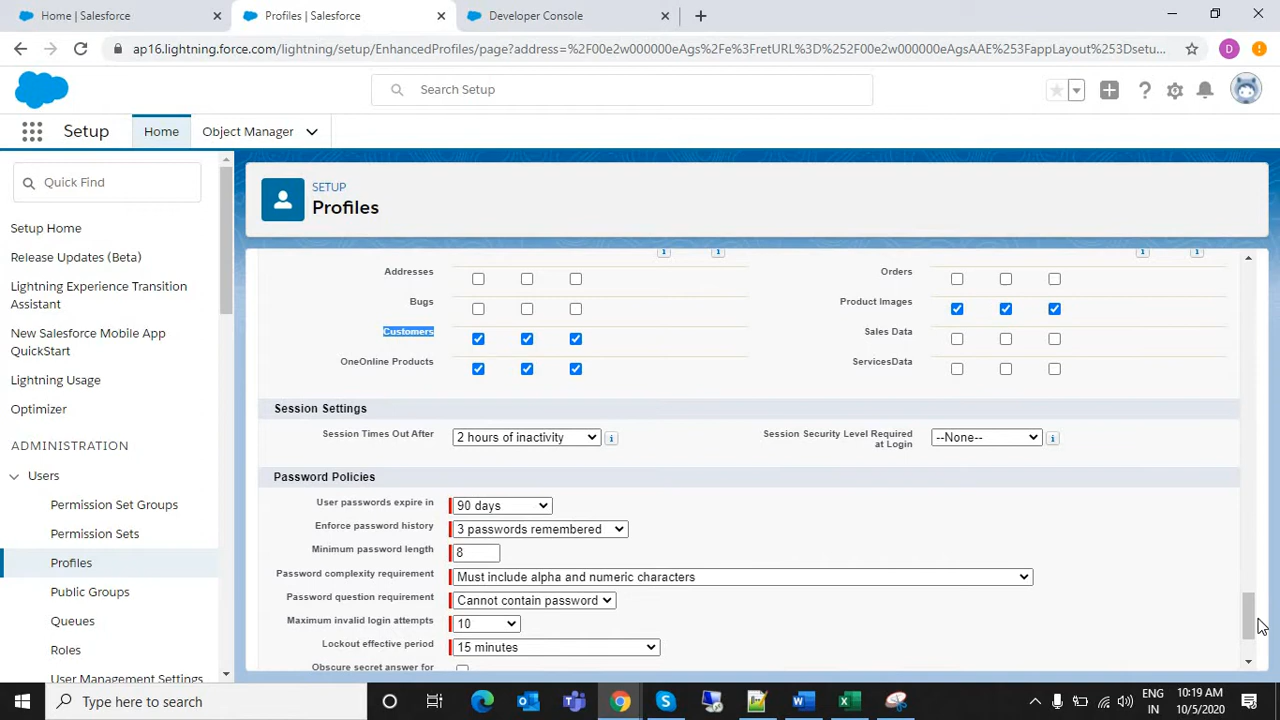 Home | Salesforce
Profiles | Salesforce
Developer Console
ap16.lightning.force.com/lightning/setup/EnhancedProfiles/page?address=%2F00e2w000000eAgs%2Fe%3FretURL%3D%252F00e2w000000eAgsAAE%253FappLayout%253Dsetu...
D
Search Setup
Setup
Home
Object Manager
Quick Find
SETUP
Profiles
Setup Home
Release Updates (Beta)
Lightning Experience Transition
Assistant
New Salesforce Mobile App
QuickStart
Lightning Usage
Optimizer
ADMINISTRATION
Users
Permission Set Groups
Permission Sets
Profiles
Public Groups
Queues
Roles
User Management Settings
Addresses
Orders
Bugs
Product Images
Customers
Sales Data
OneOnline Products
ServicesData
Session Settings
Session Times Out After 2 hours of inactivity
Session Security Level Required
at Login --None--
Password Policies
User passwords expire in 90 days
Enforce password history 3 passwords remembered
Minimum password length 8
Password complexity requirement Must include alpha and numeric characters
Password question requirement Cannot contain password
Maximum invalid login attempts 10
Lockout effective period 15 minutes
Obscure secret answer for
Type here to search
ENG
IN
10:19 AM
10/5/2020